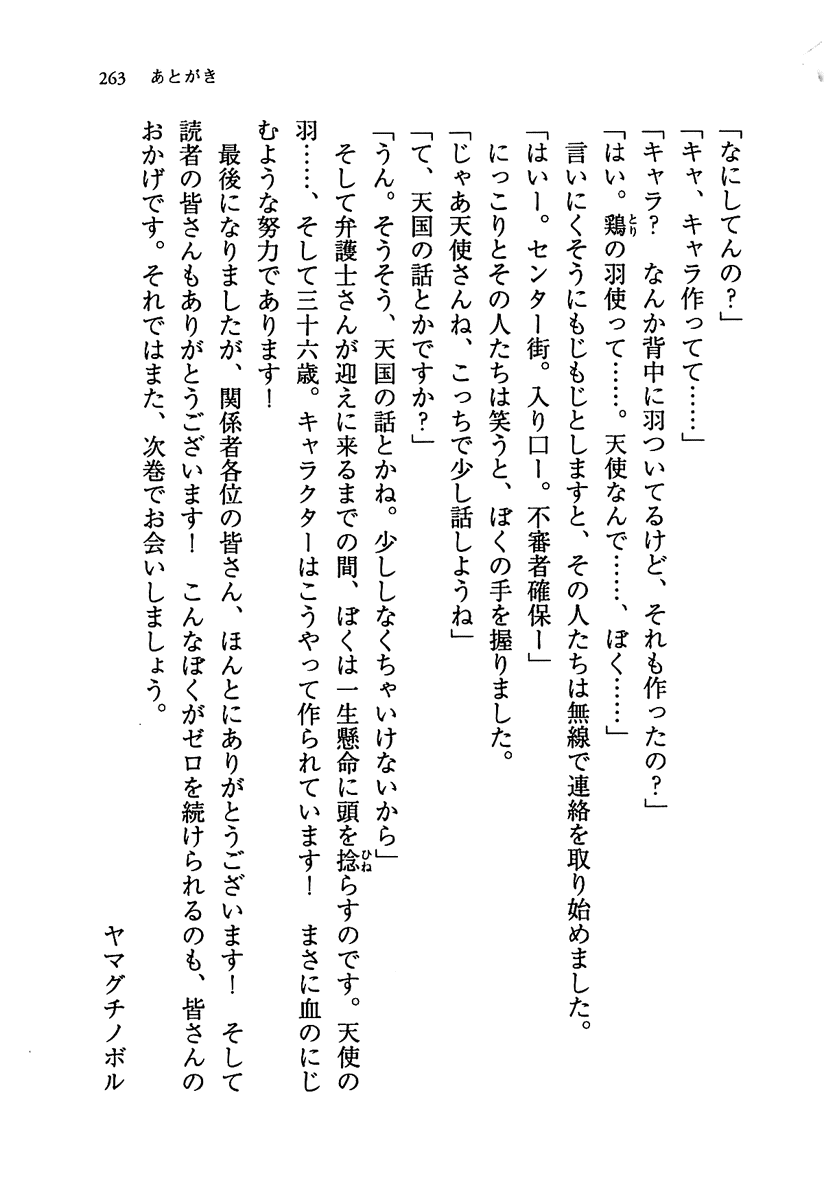 263 あとがき
「なにしてんの？」
「キャ、キャラ作ってて……」
「キャラ？　なんか背中に羽ついてるけど、それも作ったの？」
「はい。鶏の羽使って……。天使なんで……、ぼく……」
言いにくそうにもじもじとしますと、その人たちは無線で連絡を取り始めました。
「はいー。センター街。入り口ー。不審者確保ー」
にっこりとその人たちは笑うと、ぼくの手を握りました。
「じゃあ天使さんね、こっちで少し話しようね」
「て、天国の話とかですか？」
「うん。そうそう、天国の話とかね。少ししなくちゃいけないから」
そして弁護士さんが迎えに来るまでの間、ぼくは一生懸命に頭を捻らすのです。天使の
羽……、そして三十六歳。キャラクターはこうやって作られています！　まさに血のにじ
むような努力であります！
最後になりましたが、関係者各位の皆さん、ほんとにありがとうございます！　そして
読者の皆さんもありがとうございます！　こんなぼくがゼロを続けられるのも、皆さんの
おかげです。それではまた、次巻でお会いしましょう。
ヤマグチノボル
とり
ひね